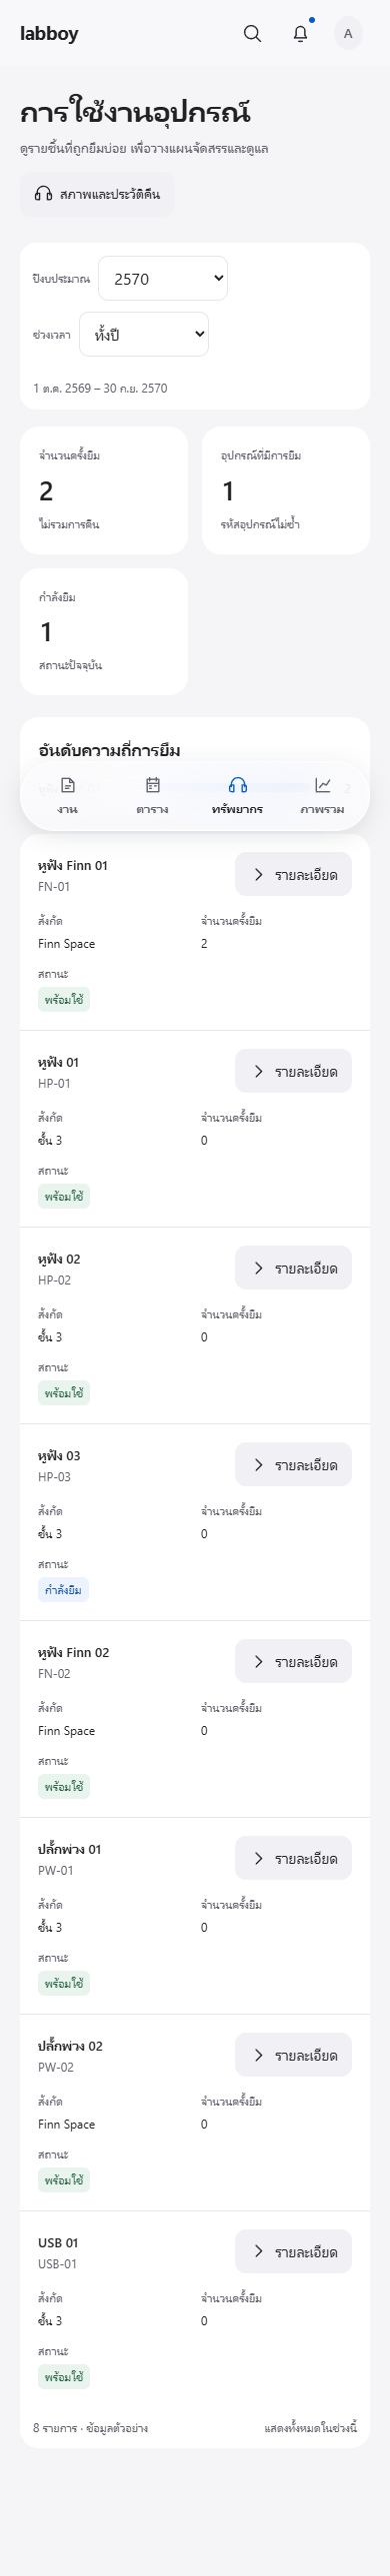 labboy
A
การใช้งานอุปกรณ์
ดูรายชิ้นที่ถูกยืมบ่อย เพื่อวางแผนจัดสรรและดูแล
สภาพและประวัติคืน
ปีงบประมาณ 2570
ช่วงเวลา ทั้งปี
1 ต.ค. 2569 – 30 ก.ย. 2570
จำนวนครั้งยืม
2
ไม่รวมการคืน
อุปกรณ์ที่มีการยืม
1
รหัสอุปกรณ์ไม่ซ้ำ
กำลังยืม
1
สถานะปัจจุบัน
อันดับความถี่การยืม
2
งาน ตาราง ทรัพยากร ภาพรวม
หูฟัง Finn 01 รายละเอียด
FN-01
สังกัด จำนวนครั้งยืม
Finn Space 2
สถานะ
พร้อมใช้
หูฟัง 01 รายละเอียด
HP-01
สังกัด จำนวนครั้งยืม
ชั้น 3 0
สถานะ
พร้อมใช้
หูฟัง 02 รายละเอียด
HP-02
สังกัด จำนวนครั้งยืม
ชั้น 3 0
สถานะ
พร้อมใช้
หูฟัง 03 รายละเอียด
HP-03
สังกัด จำนวนครั้งยืม
ชั้น 3 0
สถานะ
กำลังยืม
หูฟัง Finn 02 รายละเอียด
FN-02
สังกัด จำนวนครั้งยืม
Finn Space 0
สถานะ
พร้อมใช้
ปลั๊กพ่วง 01 รายละเอียด
PW-01
สังกัด จำนวนครั้งยืม
ชั้น 3 0
สถานะ
พร้อมใช้
ปลั๊กพ่วง 02 รายละเอียด
PW-02
สังกัด จำนวนครั้งยืม
Finn Space 0
สถานะ
พร้อมใช้
USB 01 รายละเอียด
USB-01
สังกัด จำนวนครั้งยืม
ชั้น 3 0
สถานะ
พร้อมใช้
8 รายการ · ข้อมูลตัวอย่าง แสดงทั้งหมดในช่วงนี้